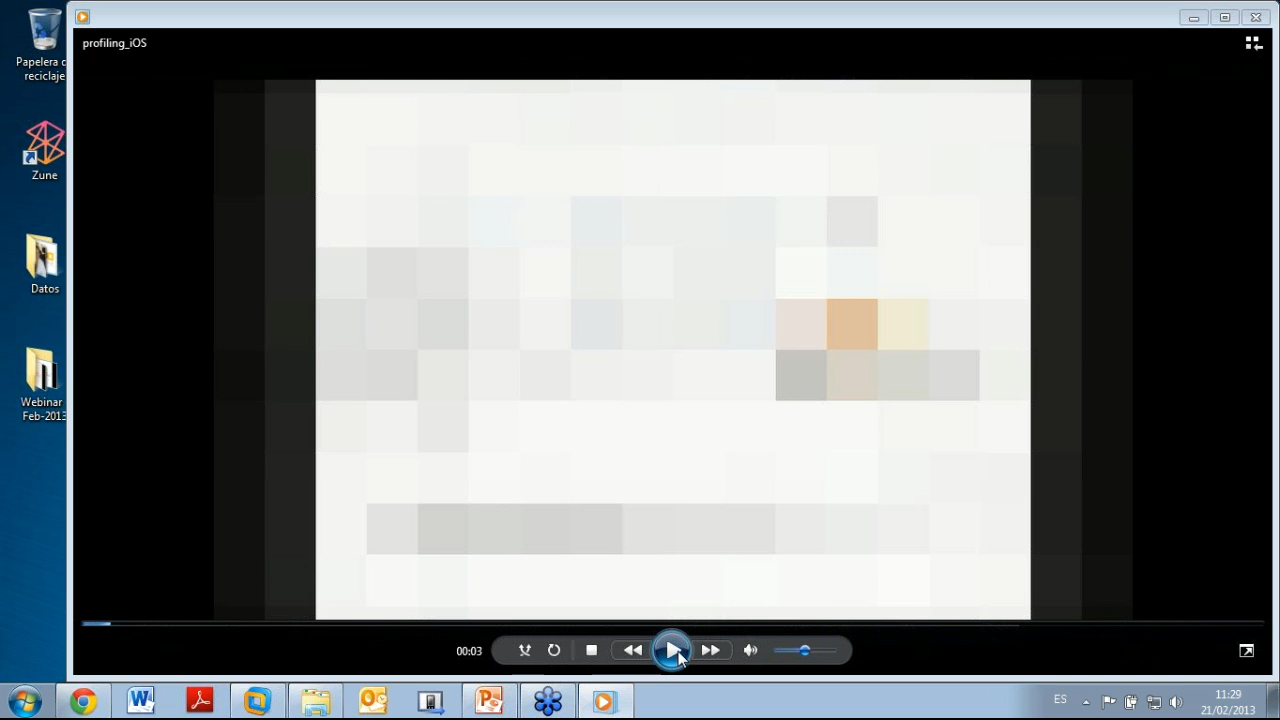 profiling_iOS
Papelera d
reciclaje
Zune
Datos
Webinar
Feb-2013
00:03
ES
11:29
21/02/2013